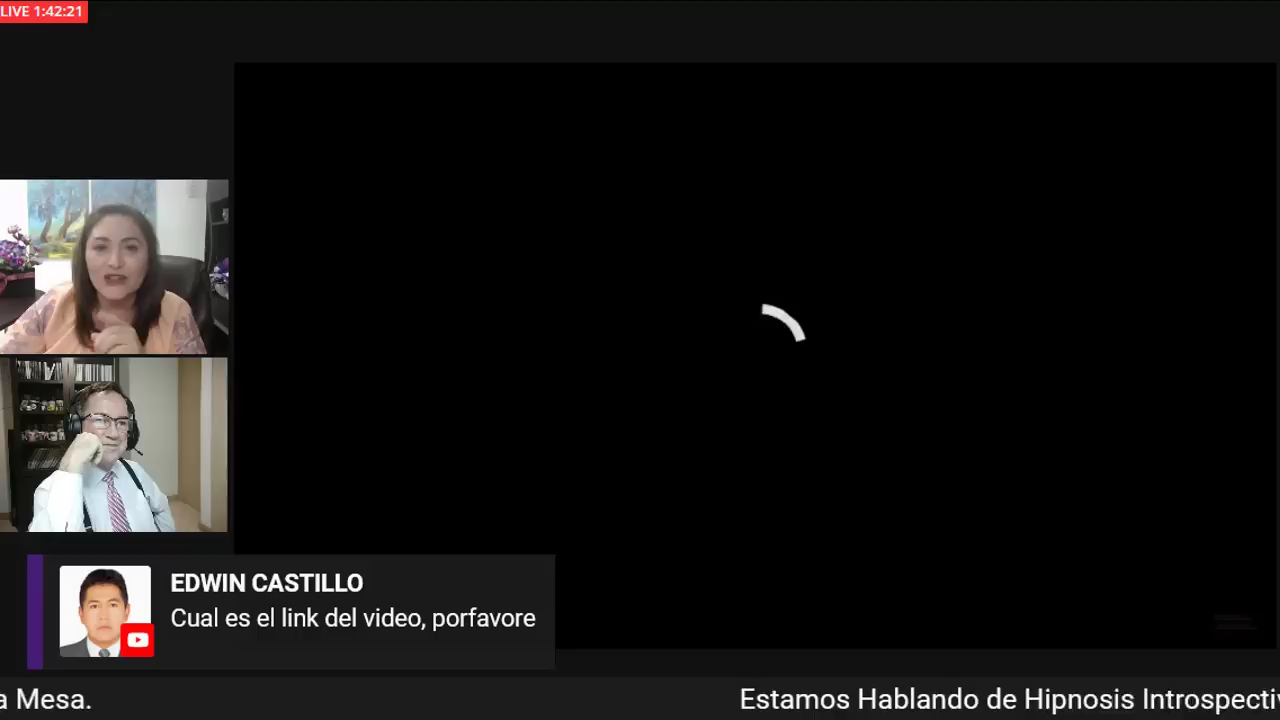 LIVE 1:42:21
EDWIN CASTILLO
Cual es el link del video, porfavore
a Mesa.
Estamos Hablando de Hipnosis Introspectiv